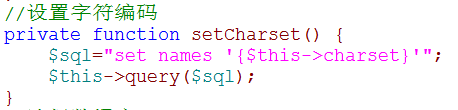 //设置字符编码
private function setCharset() {
    $sql="set names '{$this->charset}'";
    $this->query($sql);
}